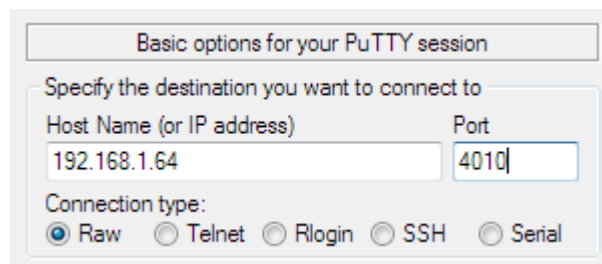 Basic options for your PuTTY session
Specify the destination you want to connect to
Host Name (or IP address) Port
192.168.1.64 4010
Connection type:
Raw Telnet Rlogin SSH Serial